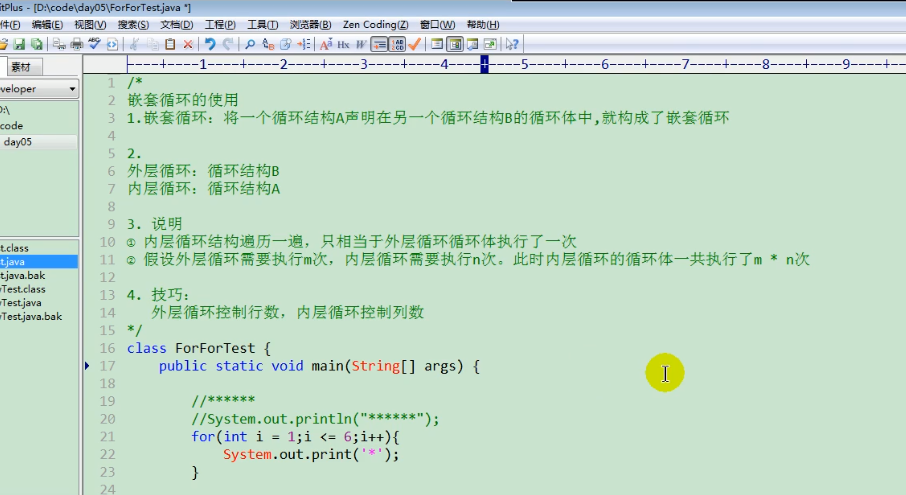 itPlus - [D:\code\day05\ForForTest.java *]
件(F) 编辑(E) 视图(V) 搜索(S) 文档(D) 工程(P) 工具(T) 浏览器(B) Zen Coding(Z) 窗口(W) 帮助(H)
素材
----+----1----+----2----+----3----+----4----+----5----+----6----+----7----+----8----+----9----+--
veloper
D:\
code
day05
t.class
t.java
t.java.bak
Test.class
Test.java
Test.java.bak
1 /*
2 嵌套循环的使用
3 1.嵌套循环：将一个循环结构A声明在另一个循环结构B的循环体中,就构成了嵌套循环
4
5 2.
6 外层循环：循环结构B
7 内层循环：循环结构A
8
9 3. 说明
10 ① 内层循环结构遍历一遍，只相当于外层循环循环体执行了一次
11 ② 假设外层循环需要执行m次，内层循环需要执行n次。此时内层循环的循环体一共执行了m * n次
12
13 4. 技巧：
14 外层循环控制行数，内层循环控制列数
15 */
16 class ForForTest {
17 public static void main(String[] args) {
18
19 //******
20 //System.out.println("******");
21 for(int i = 1;i <= 6;i++){
22 System.out.print('*');
23 }
24